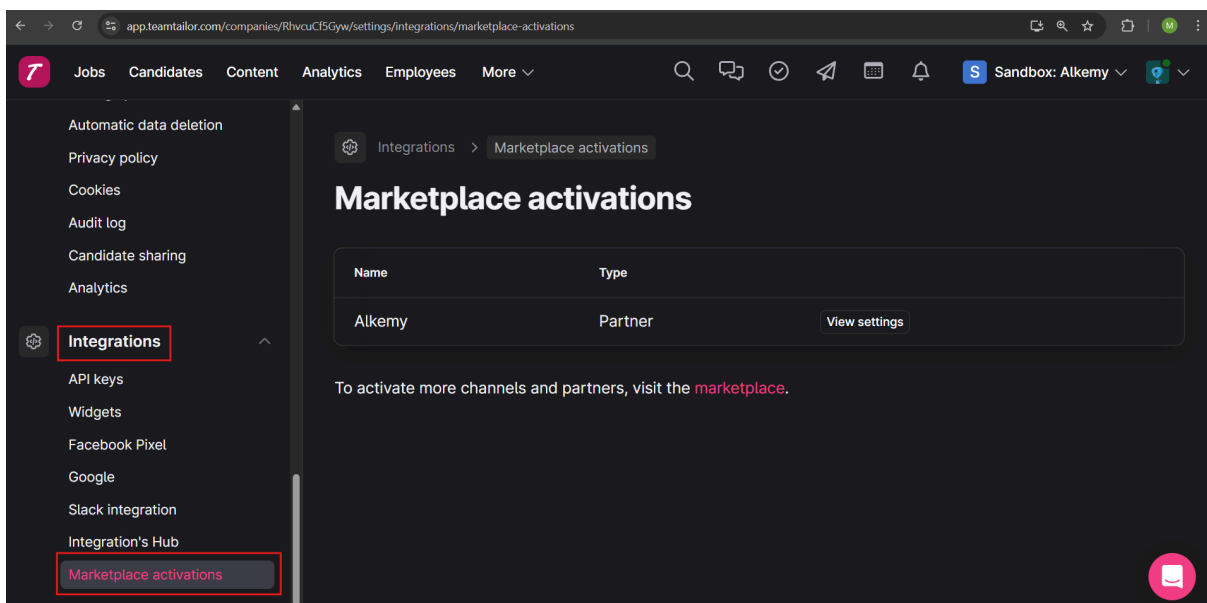 app.teamtailor.com/companies/RhvcuCf5Gyw/settings/integrations/marketplace-activations
M
T Jobs Candidates Content Analytics Employees More S Sandbox: Alkemy
Automatic data deletion
Privacy policy
Cookies
Audit log
Candidate sharing
Analytics
Integrations
API keys
Widgets
Facebook Pixel
Google
Slack integration
Integration's Hub
Marketplace activations
Integrations > Marketplace activations
Marketplace activations
Name Type
Alkemy Partner View settings
To activate more channels and partners, visit the marketplace.